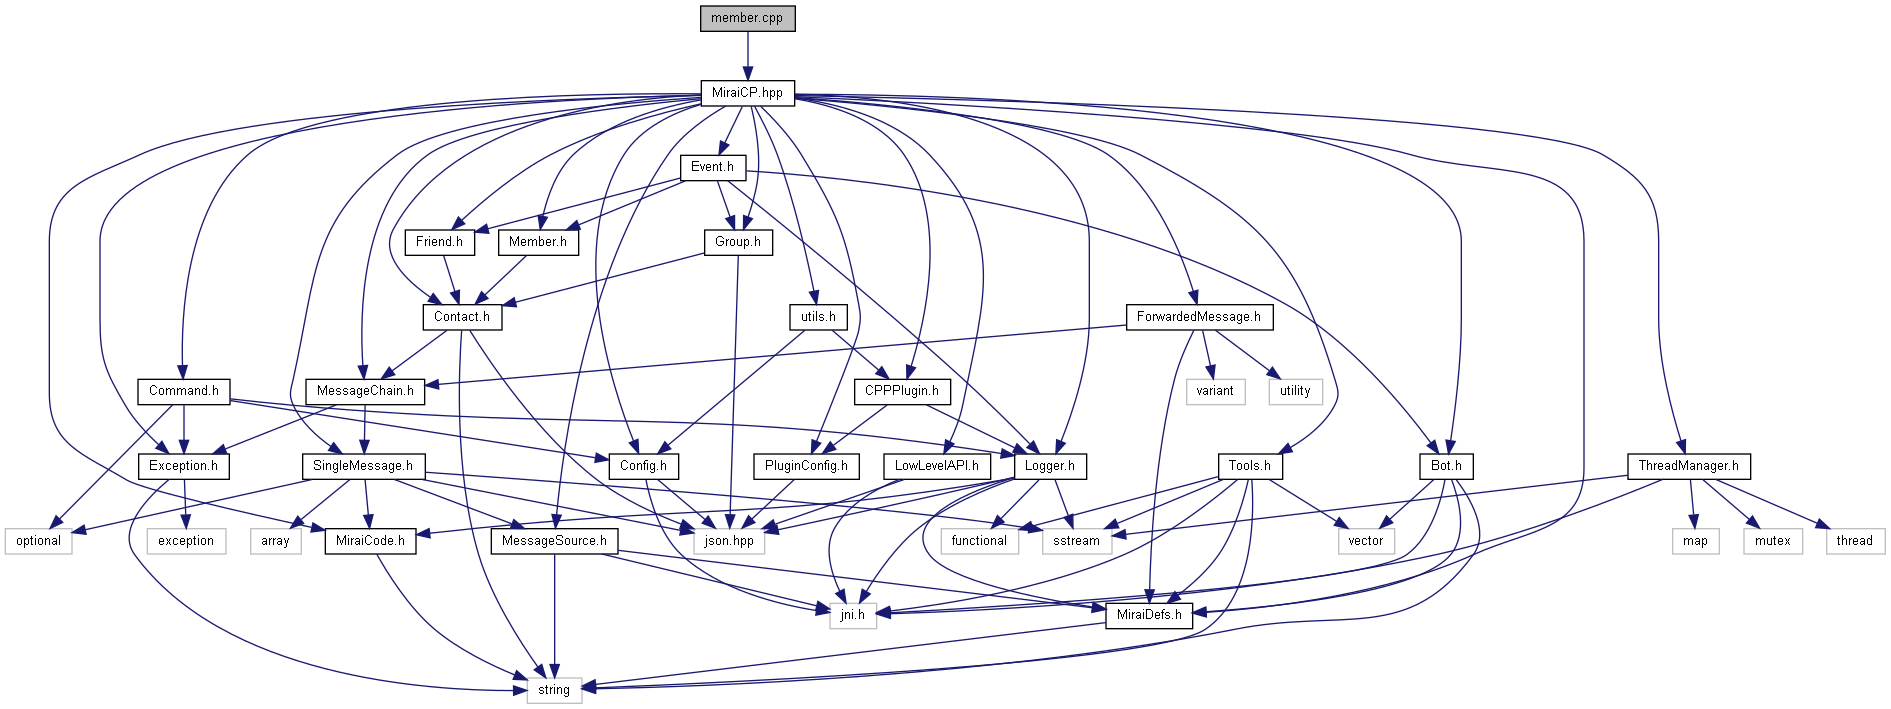 member.cpp
MiraiCP.hpp
Event.h
Friend.h
Member.h
Group.h
Contact.h
utils.h
ForwardedMessage.h
Command.h
MessageChain.h
CPPPlugin.h
variant
utility
Exception.h
SingleMessage.h
Config.h
PluginConfig.h
LowLevelAPI.h
Logger.h
Tools.h
Bot.h
ThreadManager.h
optional
exception
array
MiraiCode.h
MessageSource.h
json.hpp
functional
sstream
vector
map
mutex
thread
jni.h
MiraiDefs.h
string